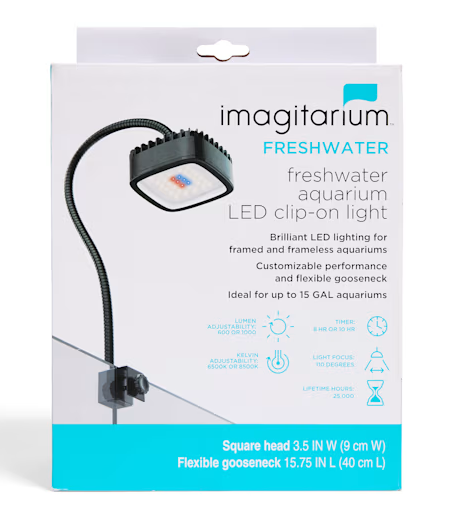 imagitarium
FRESHWATER
freshwater
aquarium
LED clip-on light
Brilliant LED lighting for
framed and frameless aquariums
Customizable performance
and flexible gooseneck
Ideal for up to 15 GAL aquariums
LUMEN
ADJUSTABILITY:
600 OR 1000
TIMER:
8 HR OR 10 HR
KELVIN
ADJUSTABILITY:
6500K OR 8500K
LIGHT FOCUS:
110 DEGREES
LIFETIME HOURS:
25,000
Square head 3.5 IN W (9 cm W)
Flexible gooseneck 15.75 IN L (40 cm L)